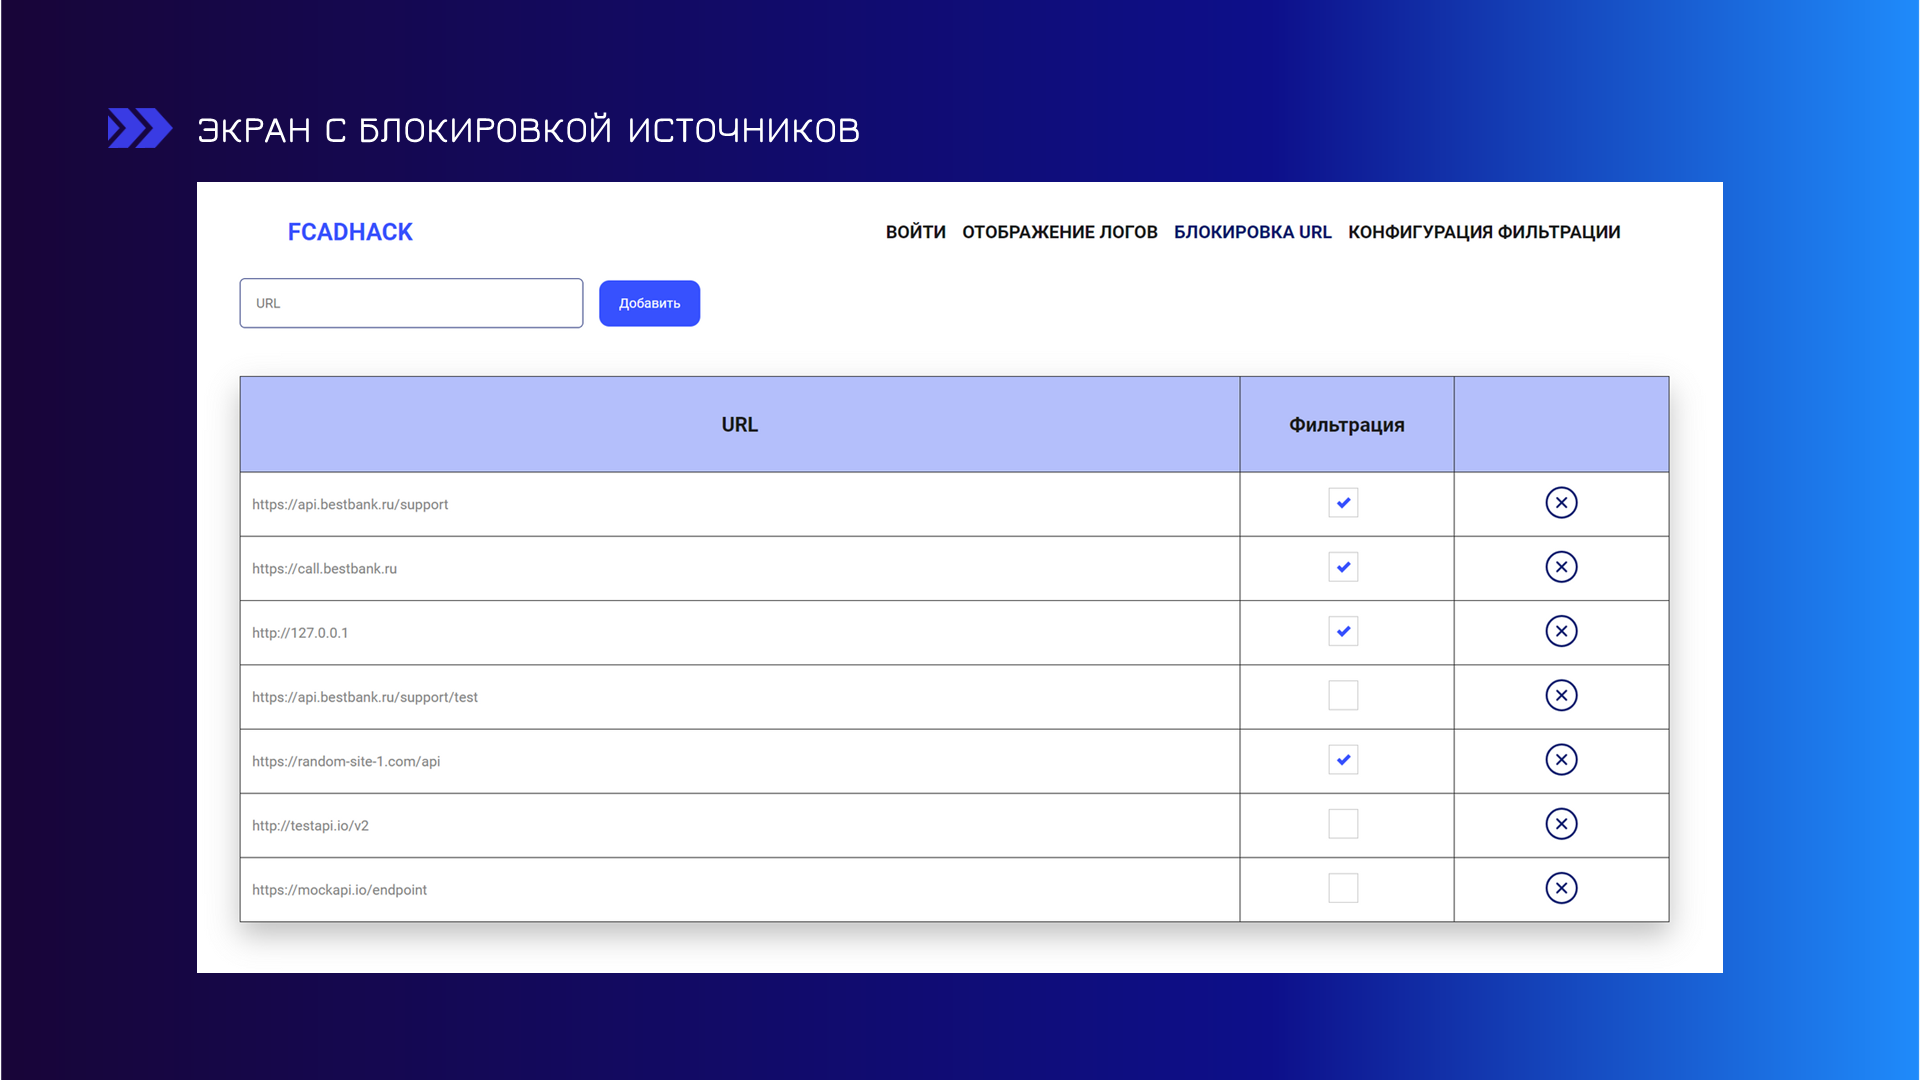 ЭКРАН С БЛОКИРОВКОЙ ИСТОЧНИКОВ
FCADHACK ВОЙТИ ОТОБРАЖЕНИЕ ЛОГОВ БЛОКИРОВКА URL КОНФИГУРАЦИЯ ФИЛЬТРАЦИИ
URL Добавить
URL Фильтрация
https://api.bestbank.ru/support
https://call.bestbank.ru
http://127.0.0.1
https://api.bestbank.ru/support/test
https://random-site-1.com/api
http://testapi.io/v2
https://mockapi.io/endpoint